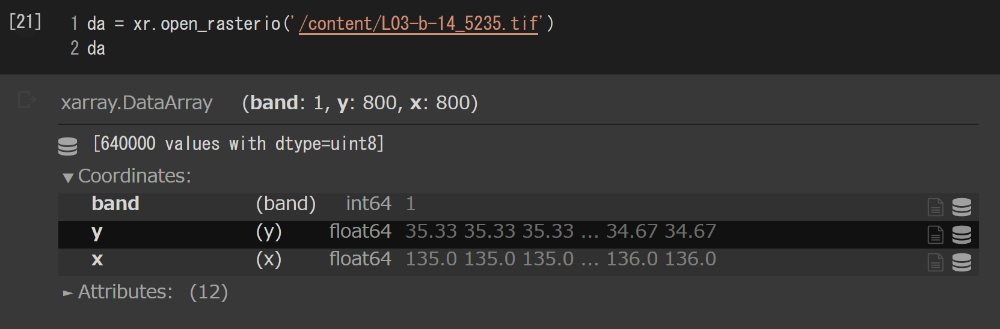 [21] 1 da = xr.open_rasterio('/content/L03-b-14_5235.tif')
2 da
xarray.DataArray (band: 1, y: 800, x: 800)
[640000 values with dtype=uint8]
▼ Coordinates:
band (band) int64 1
y (y) float64 35.33 35.33 35.33 ... 34.67 34.67
x (x) float64 135.0 135.0 135.0 ... 136.0 136.0
► Attributes: (12)